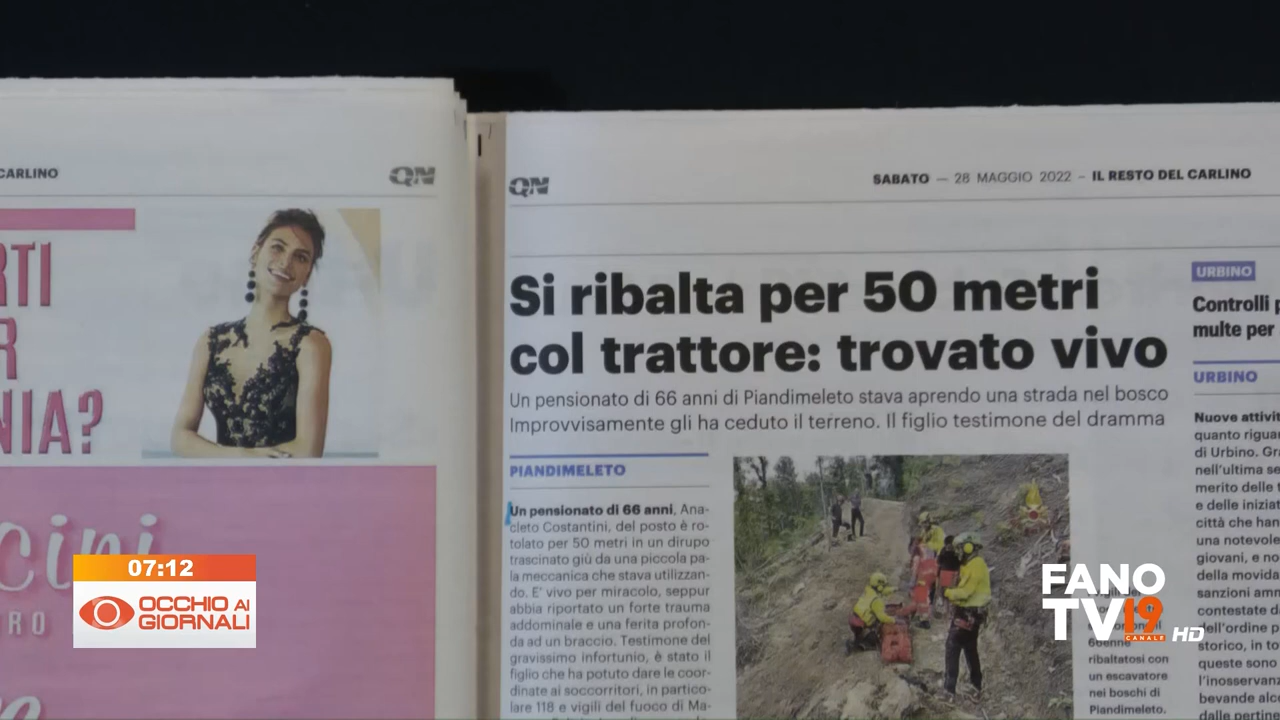 CARLINO
QN
RTI
R
NIA?
cini
RO
QN
SABATO — 28 MAGGIO 2022 – IL RESTO DEL CARLINO
Si ribalta per 50 metri
col trattore: trovato vivo
Un pensionato di 66 anni di Piandimeleto stava aprendo una strada nel bosco
Improvvisamente gli ha ceduto il terreno. Il figlio testimone del dramma
PIANDIMELETO
Un pensionato di 66 anni, Ana-
cleto Costantini, del posto è ro-
tolato per 50 metri in un dirupo
trascinato giù da una piccola pa-
la meccanica che stava utilizzan-
do. E' vivo per miracolo, seppur
abbia riportato un forte trauma
addominale e una ferita profon-
da ad un braccio. Testimone del
gravissimo infortunio, è stato il
figlio che ha potuto dare le coor-
dinate ai soccorritori, in partico-
lare 118 e vigili del fuoco di Ma-
66enne
ribaltatosi con
un escavatore
nei boschi di
Piandimeleto.
URBINO
Controlli
multe per
URBINO
Nuove attivit
quanto rigua
di Urbino. Gr
nell'ultima se
merito delle
e delle iniziat
città che han
una notevole
giovani, e no
della movida
sanzioni amm
contestate d
dell'ordine p
storico, in to
queste sono
l'inosservanz
bevande alco
dalle pertine
07:12
OCCHIO AI
GIORNALI
FANO
TV19
CANALE
HD